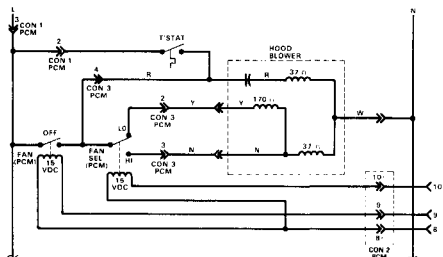 L
N
3
CON 1
PCM
2
CON 1
PCM
T'STAT
HOOD
BLOWER
4
CON 3
PCM
R
R
37 Ω
2
CON 3
PCM
Y
Y
170 Ω
W
OFF
FAN
(PCM)
15
VDC
LO
HI
FAN
SEL
(PCM)
3
CON 3
PCM
N
N
37 Ω
15
VDC
10
10
9
9
8
8
CON 2
PCM